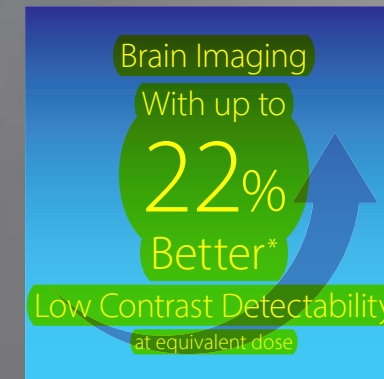 Brain Imaging
With up to
22%
Better*
Low Contrast Detectability
at equivalent dose